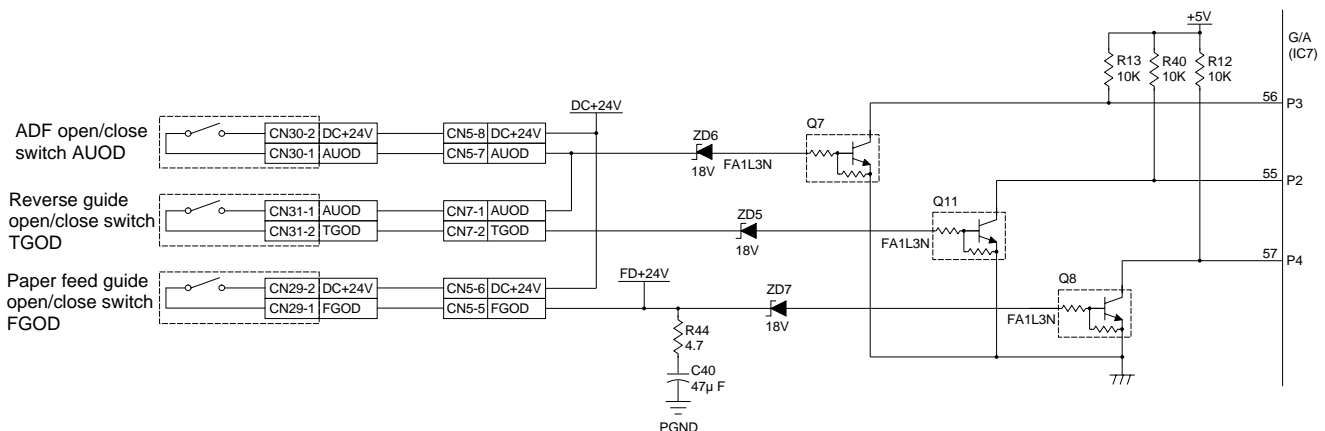 +5V
G/A
(IC7)
R13
10K
R40
10K
R12
10K
56
P3
DC+24V
ADF open/close
switch AUOD
CN30-2 DC+24V
CN30-1 AUOD
CN5-8 DC+24V
CN5-7 AUOD
ZD6
18V
FA1L3N
Q7
55
P2
Reverse guide
open/close switch
TGOD
CN31-1 AUOD
CN31-2 TGOD
CN7-1 AUOD
CN7-2 TGOD
ZD5
18V
Q11
FA1L3N
57
P4
Paper feed guide
open/close switch
FGOD
CN29-2 DC+24V
CN29-1 FGOD
CN5-6 DC+24V
CN5-5 FGOD
FD+24V
ZD7
18V
Q8
FA1L3N
R44
4.7
C40
47µ F
PGND